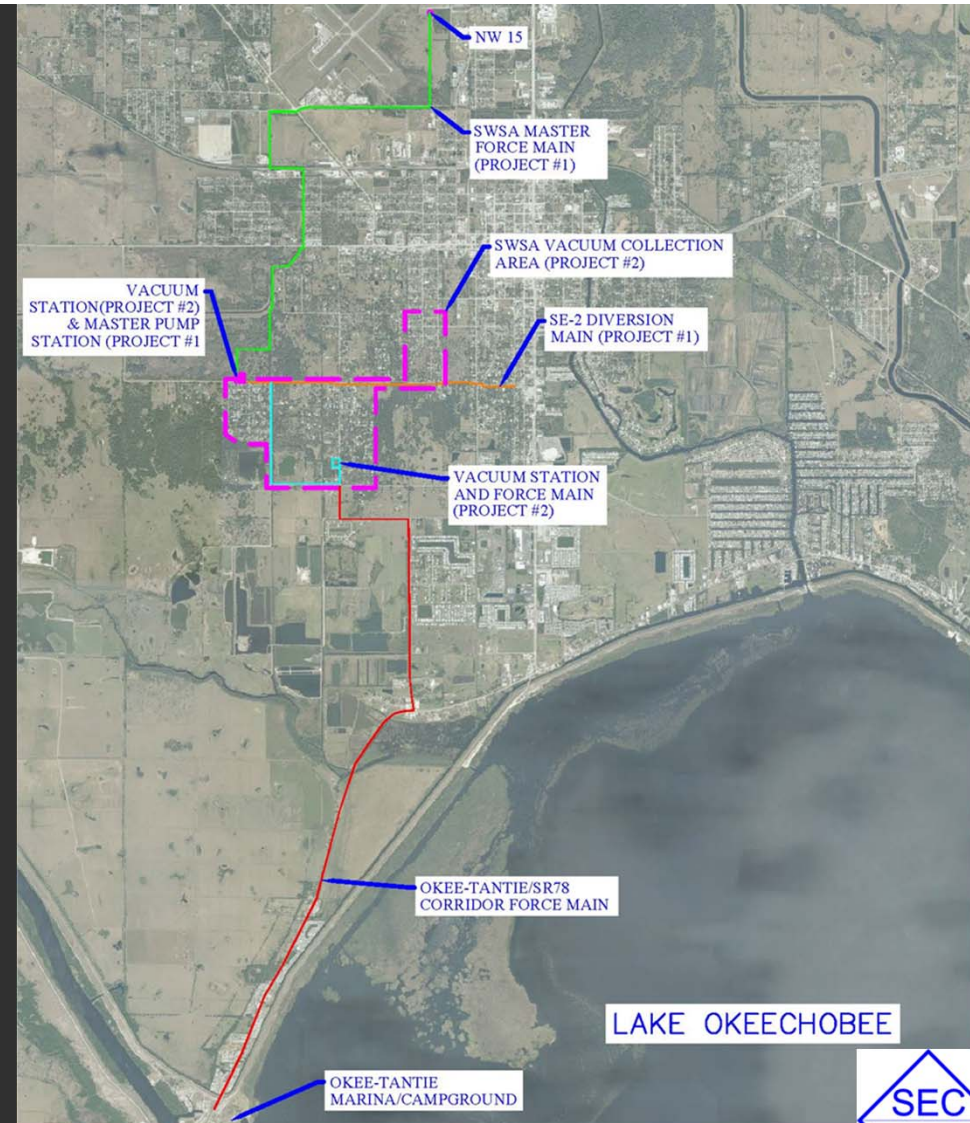 NW 15
SWSA MASTER
FORCE MAIN
(PROJECT #1)
SWSA VACUUM COLLECTION
AREA (PROJECT #2)
VACUUM
STATION(PROJECT #2)
& MASTER PUMP
STATION (PROJECT #1
SE-2 DIVERSION
MAIN (PROJECT #1)
VACUUM STATION
AND FORCE MAIN
(PROJECT #2)
OKEE-TANTIE/SR78
CORRIDOR FORCE MAIN
LAKE OKEECHOBEE
OKEE-TANTIE
MARINA/CAMPGROUND
SEC